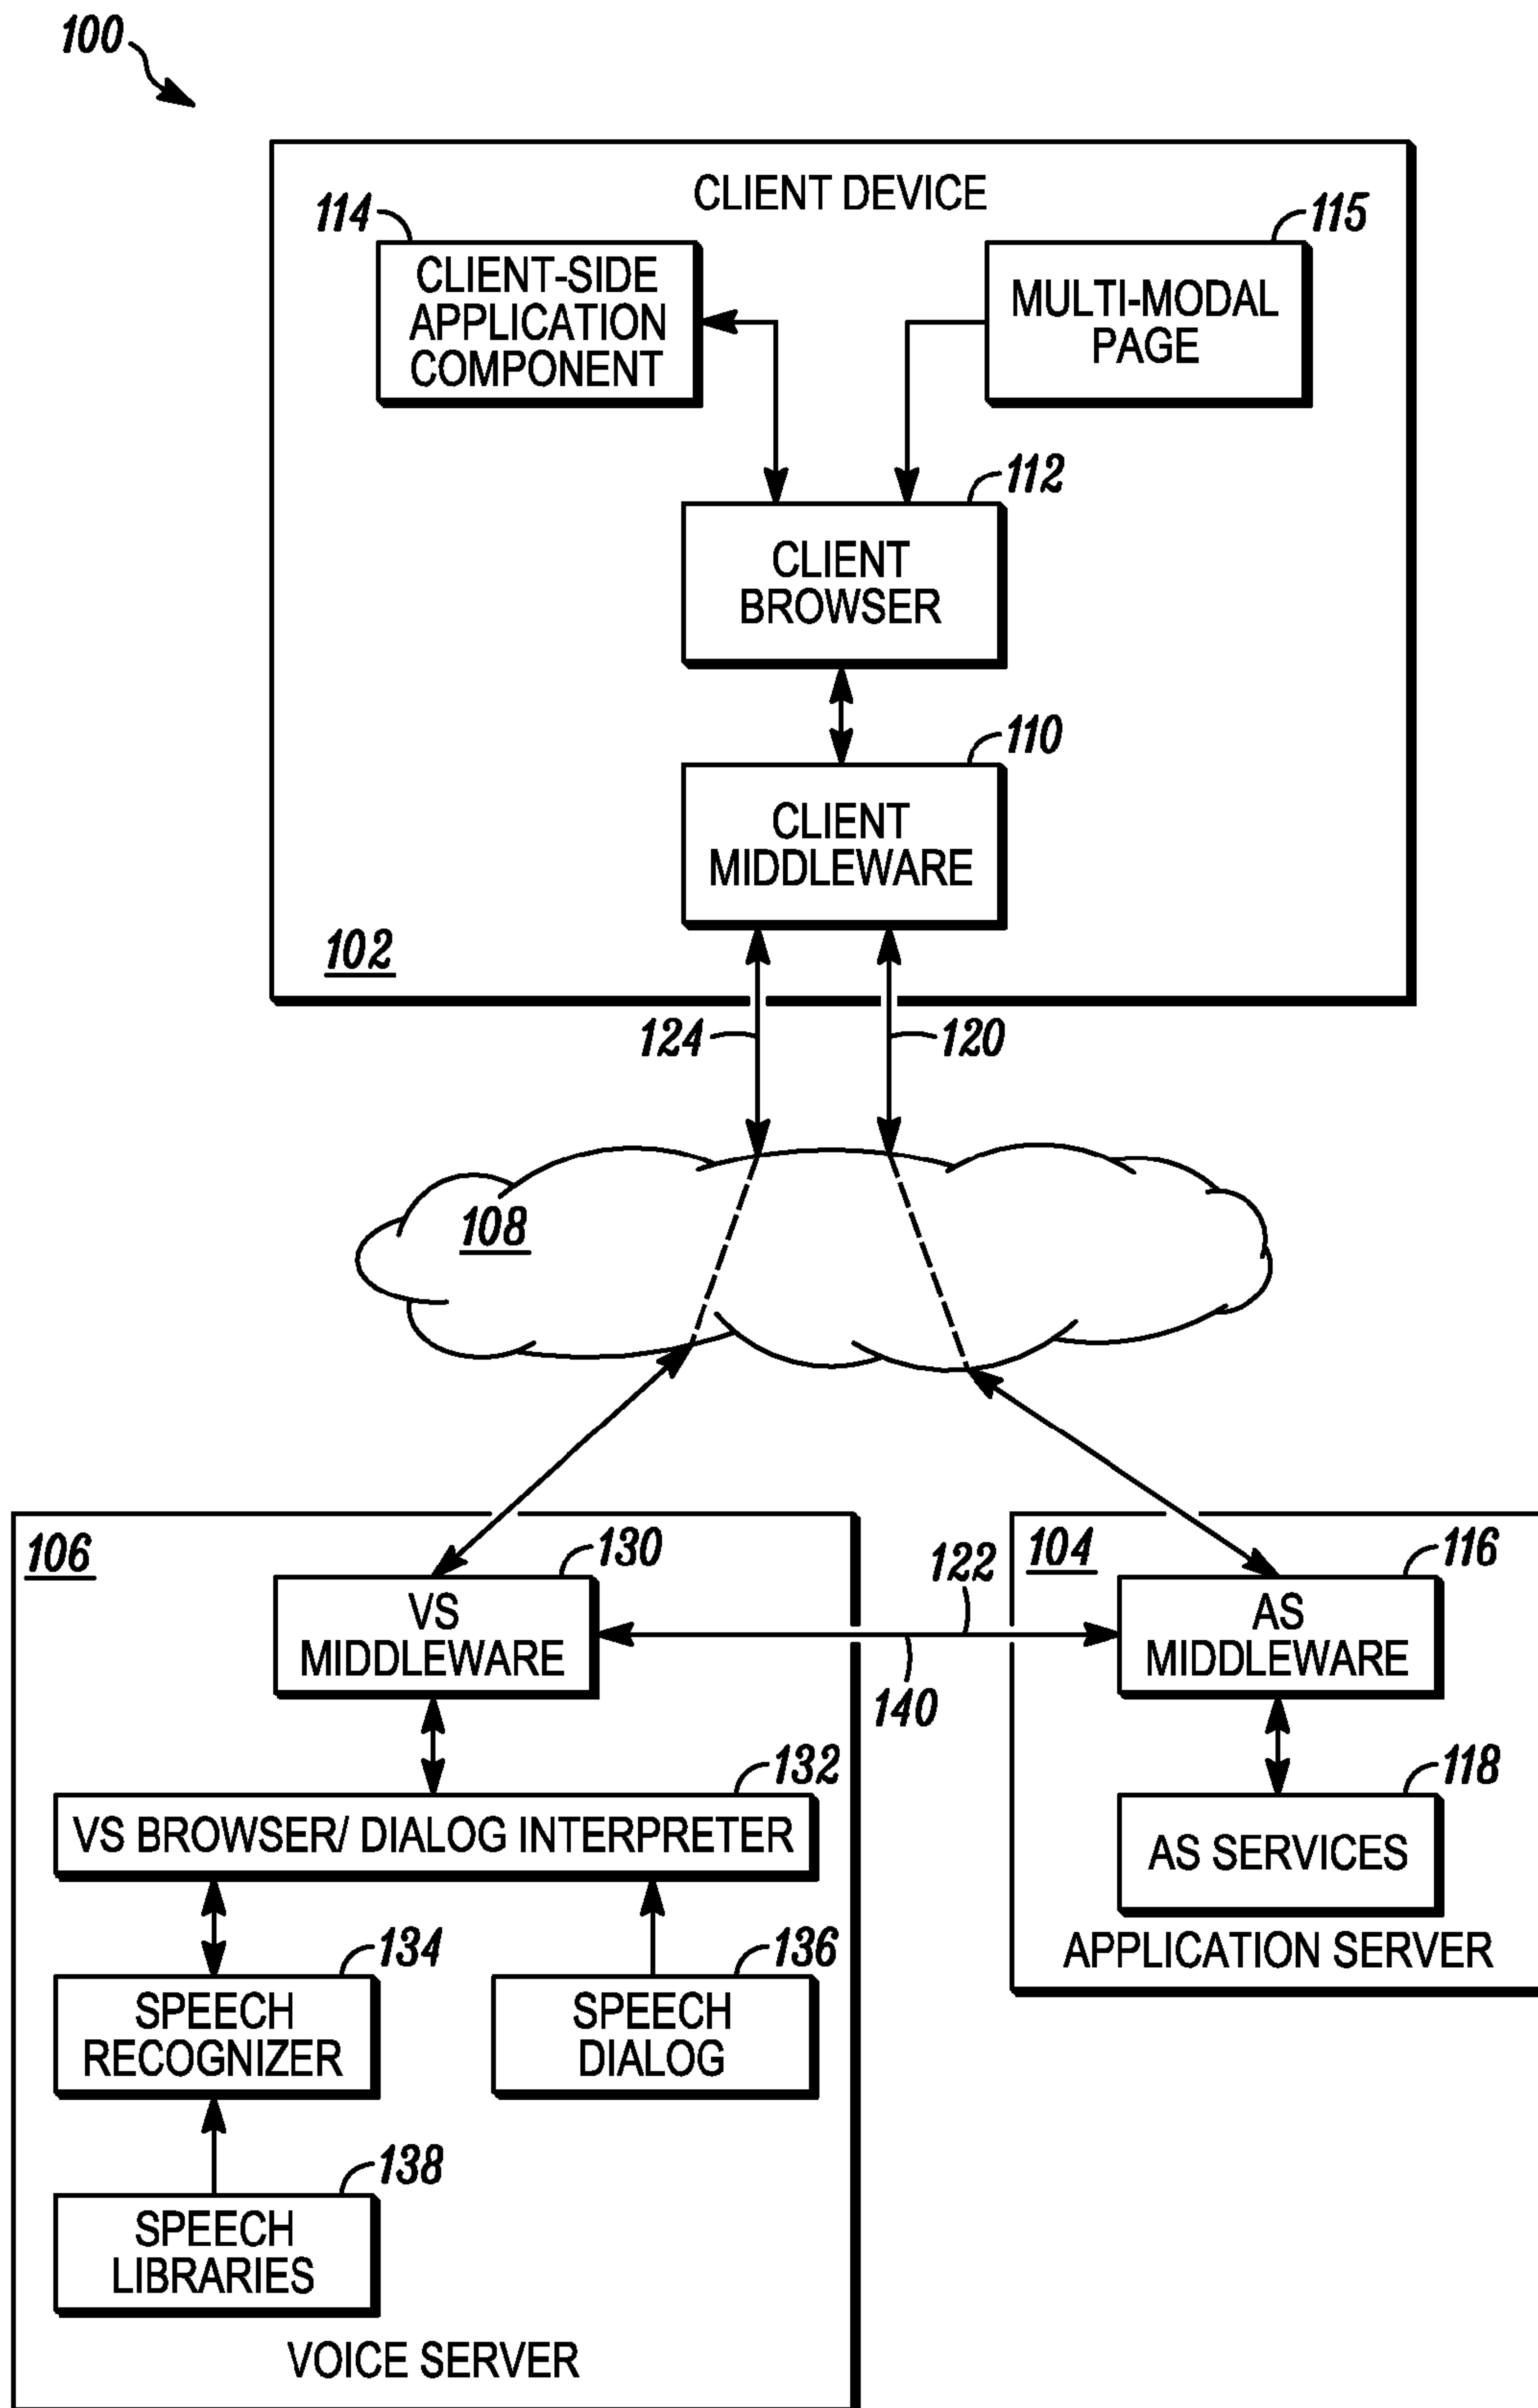 100
CLIENT DEVICE
114
115
CLIENT-SIDE
APPLICATION
COMPONENT
MULTI-MODAL
PAGE
112
CLIENT
BROWSER
110
CLIENT
MIDDLEWARE
102
124
120
108
106
130
122
104
116
VS
MIDDLEWARE
AS
MIDDLEWARE
140
132
118
VS BROWSER/ DIALOG INTERPRETER
AS SERVICES
134
136
APPLICATION SERVER
SPEECH
RECOGNIZER
SPEECH
DIALOG
138
SPEECH
LIBRARIES
VOICE SERVER